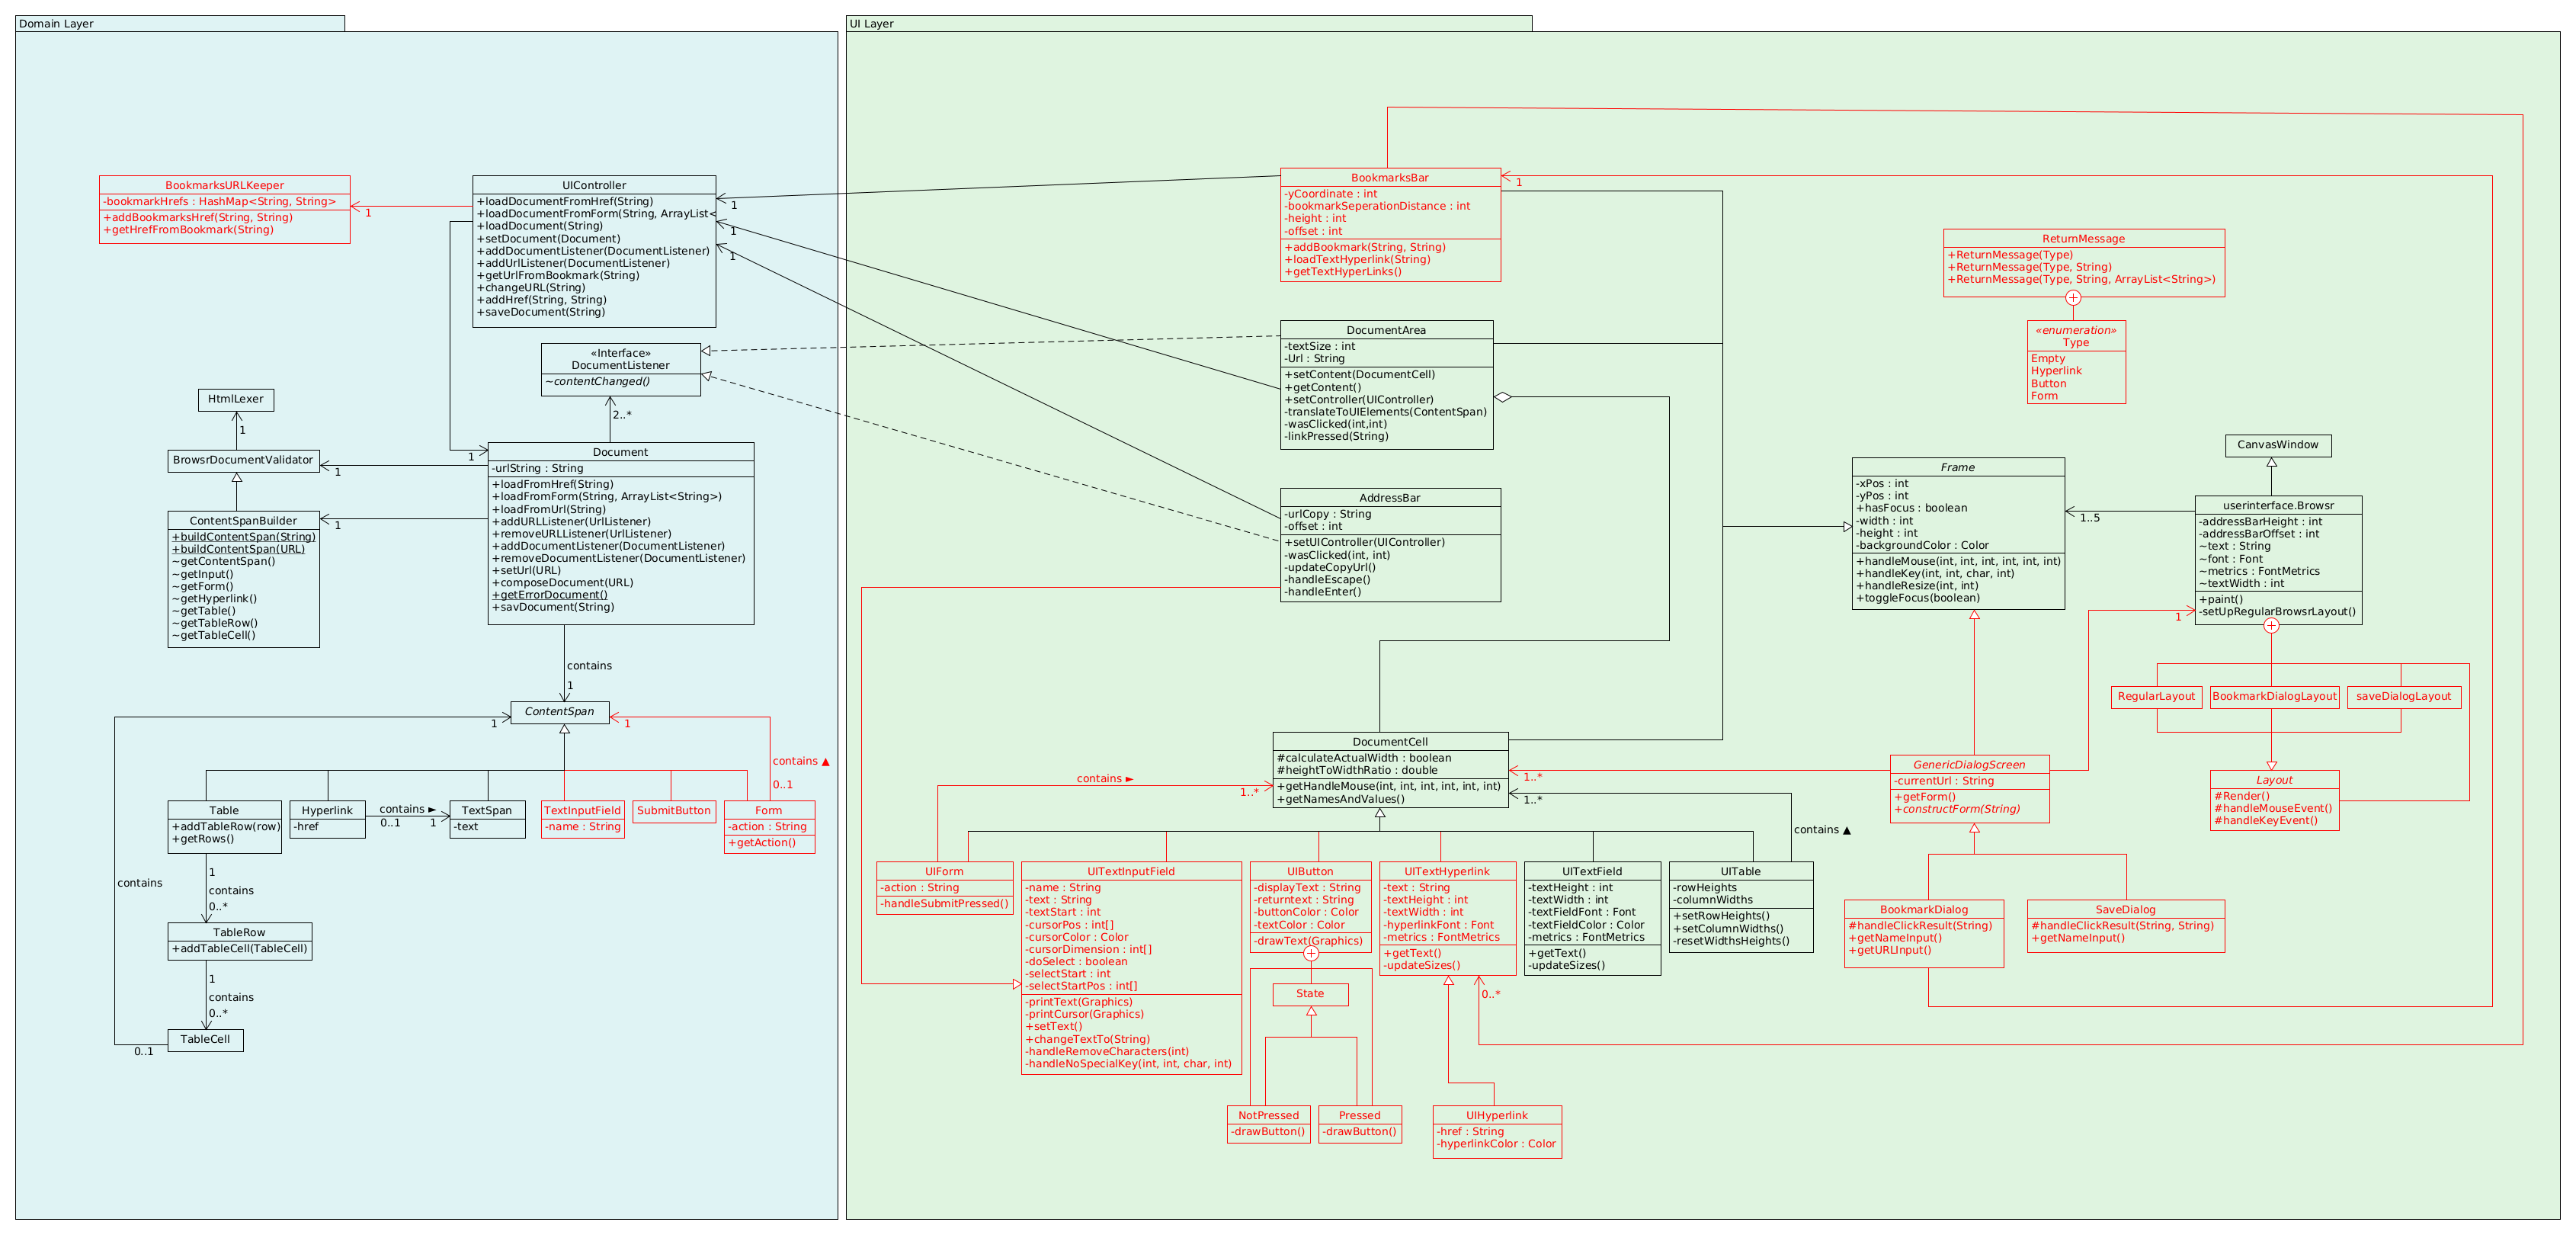 Domain Layer
BookmarksURLKeeper
-bookmarkHrefs : HashMap<String, String>
+addBookmarksHref(String, String)
+getHrefFromBookmark(String)
1
UIController
+loadDocumentFromHref(String)
+loadDocumentFromForm(String, ArrayList<
+loadDocument(String)
+setDocument(Document)
+addDocumentListener(DocumentListener)
+addUrlListener(DocumentListener)
+getUrlFromBookmark(String)
+changeURL(String)
+addHref(String, String)
+saveDocument(String)
1
1
1
«Interface»
DocumentListener
~contentChanged()
2..*
HtmlLexer
1
BrowsrDocumentValidator
1
1
ContentSpanBuilder
+buildContentSpan(String)
+buildContentSpan(URL)
~getContentSpan()
~getInput()
~getForm()
~getHyperlink()
~getTable()
~getTableRow()
~getTableCell()
1
Document
-urlString : String
+loadFromHref(String)
+loadFromForm(String, ArrayList<String>)
+loadFromUrl(String)
+addURLListener(UrlListener)
+removeURLListener(UrlListener)
+addDocumentListener(DocumentListener)
+removeDocumentListener(DocumentListener)
+setUrl(URL)
+composeDocument(URL)
+getErrorDocument()
+savDocument(String)
contains
1
ContentSpan
1
1
contains ▲
0..1
Table
+addTableRow(row)
+getRows()
Hyperlink
-href
contains ►
0..1
1
TextSpan
-text
TextInputField
-name : String
SubmitButton
Form
-action : String
+getAction()
contains
1
contains
0..*
TableRow
+addTableCell(TableCell)
1
contains
0..*
TableCell
0..1
UI Layer
BookmarksBar
-yCoordinate : int
-bookmarkSeperationDistance : int
-height : int
-offset : int
+addBookmark(String, String)
+loadTextHyperlink(String)
+getTextHyperLinks()
1
ReturnMessage
+ReturnMessage(Type)
+ReturnMessage(Type, String)
+ReturnMessage(Type, String, ArrayList<String>)
«enumeration»
Type
Empty
Hyperlink
Button
Form
DocumentArea
-textSize : int
-Url : String
+setContent(DocumentCell)
+getContent()
+setController(UIController)
-translateToUIElements(ContentSpan)
-wasClicked(int,int)
-linkPressed(String)
AddressBar
-urlCopy : String
-offset : int
+setUIController(UIController)
-wasClicked(int, int)
-updateCopyUrl()
-handleEscape()
-handleEnter()
Frame
-xPos : int
-yPos : int
+hasFocus : boolean
-width : int
-height : int
-backgroundColor : Color
+handleMouse(int, int, int, int, int, int)
+handleKey(int, int, char, int)
+handleResize(int, int)
+toggleFocus(boolean)
1..5
CanvasWindow
userinterface.Browsr
-addressBarHeight : int
-addressBarOffset : int
~text : String
~font : Font
~metrics : FontMetrics
~textWidth : int
+paint()
-setUpRegularBrowsrLayout()
1
RegularLayout
BookmarkDialogLayout
saveDialogLayout
Layout
#Render()
#handleMouseEvent()
#handleKeyEvent()
DocumentCell
#calculateActualWidth : boolean
#heightToWidthRatio : double
+getHandleMouse(int, int, int, int, int, int)
+getNamesAndValues()
contains ►
1..*
1..*
1..*
contains ▲
GenericDialogScreen
-currentUrl : String
+getForm()
+constructForm(String)
UIForm
-action : String
-handleSubmitPressed()
UITextInputField
-name : String
-text : String
-textStart : int
-cursorPos : int[]
-cursorColor : Color
-cursorDimension : int[]
-doSelect : boolean
-selectStart : int
-selectStartPos : int[]
-printText(Graphics)
-printCursor(Graphics)
+setText()
+changeTextTo(String)
-handleRemoveCharacters(int)
-handleNoSpecialKey(int, int, char, int)
UIButton
-displayText : String
-returntext : String
-buttonColor : Color
-textColor : Color
-drawText(Graphics)
UITextHyperlink
-text : String
-textHeight : int
-textWidth : int
-hyperlinkFont : Font
-metrics : FontMetrics
+getText()
-updateSizes()
0..*
UITextField
-textHeight : int
-textWidth : int
-textFieldFont : Font
-textFieldColor : Color
-metrics : FontMetrics
+getText()
-updateSizes()
UITable
-rowHeights
-columnWidths
+setRowHeights()
+setColumnWidths()
-resetWidthsHeights()
BookmarkDialog
#handleClickResult(String)
+getNameInput()
+getURLInput()
SaveDialog
#handleClickResult(String, String)
+getNameInput()
State
NotPressed
-drawButton()
Pressed
-drawButton()
UIHyperlink
-href : String
-hyperlinkColor : Color